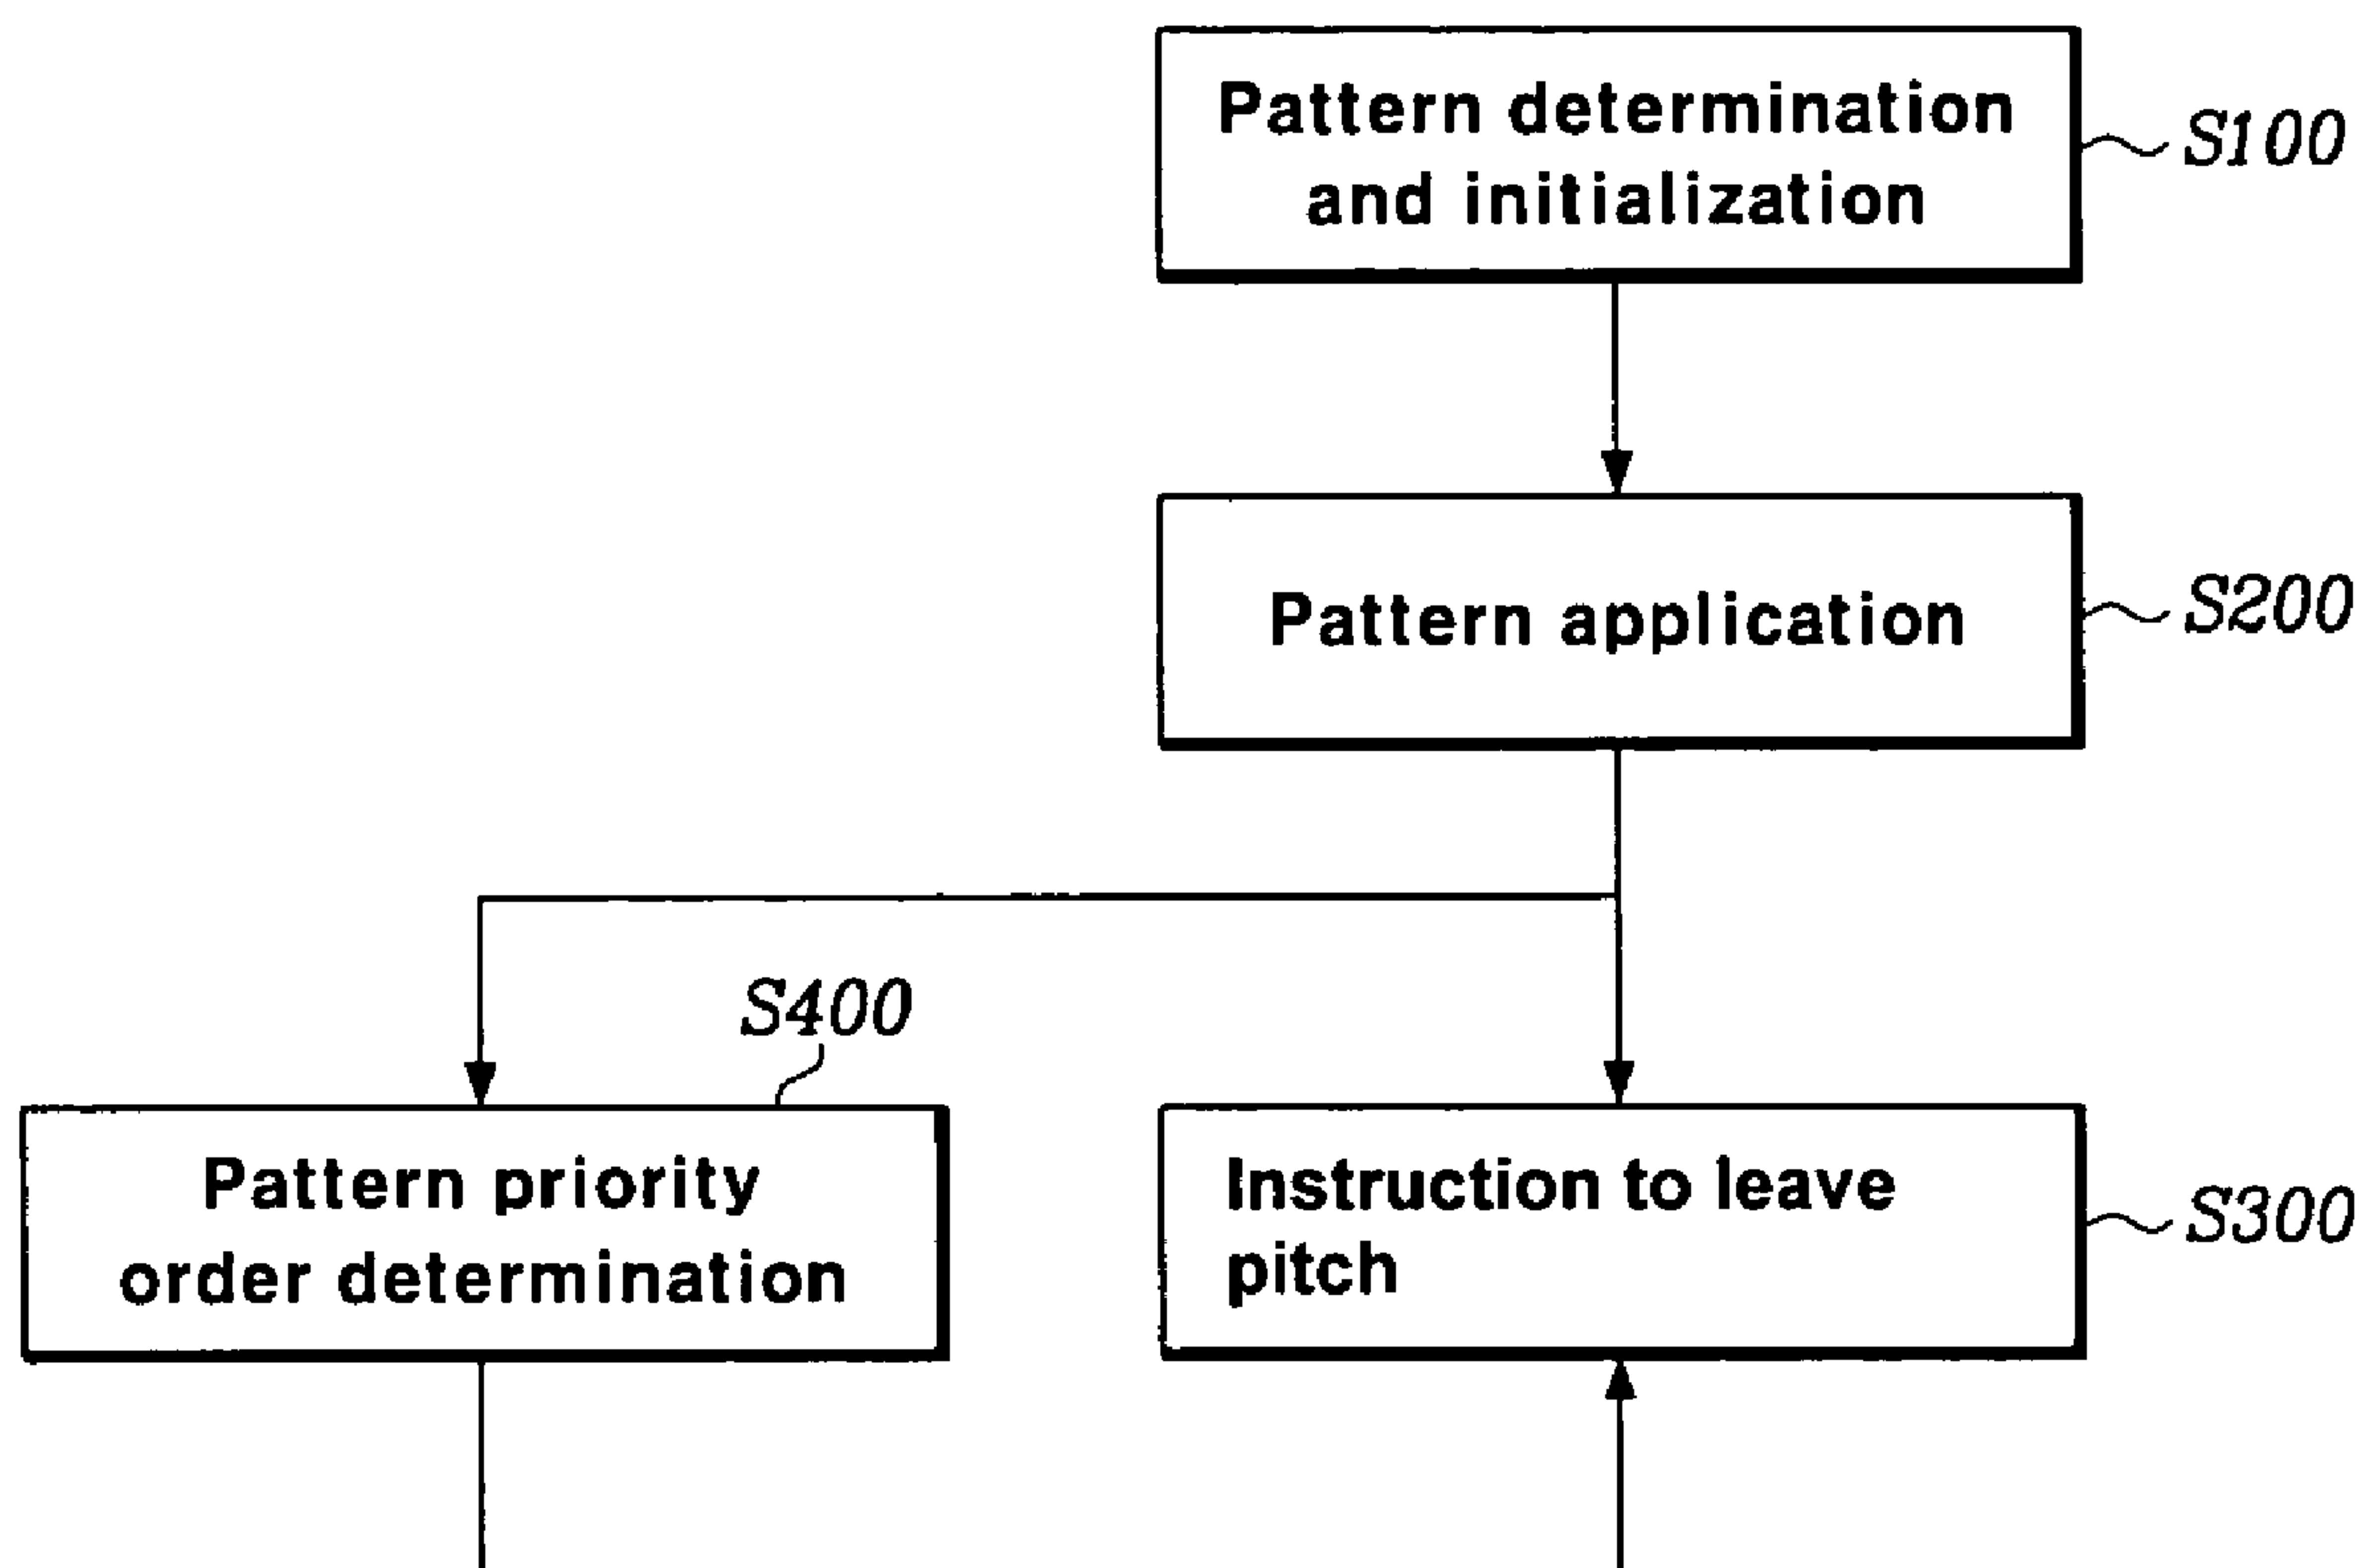 Pattern determination
and initialization
S100
Pattern application
S200
S400
Pattern priority
order determination
Instruction to leave
pitch
S300